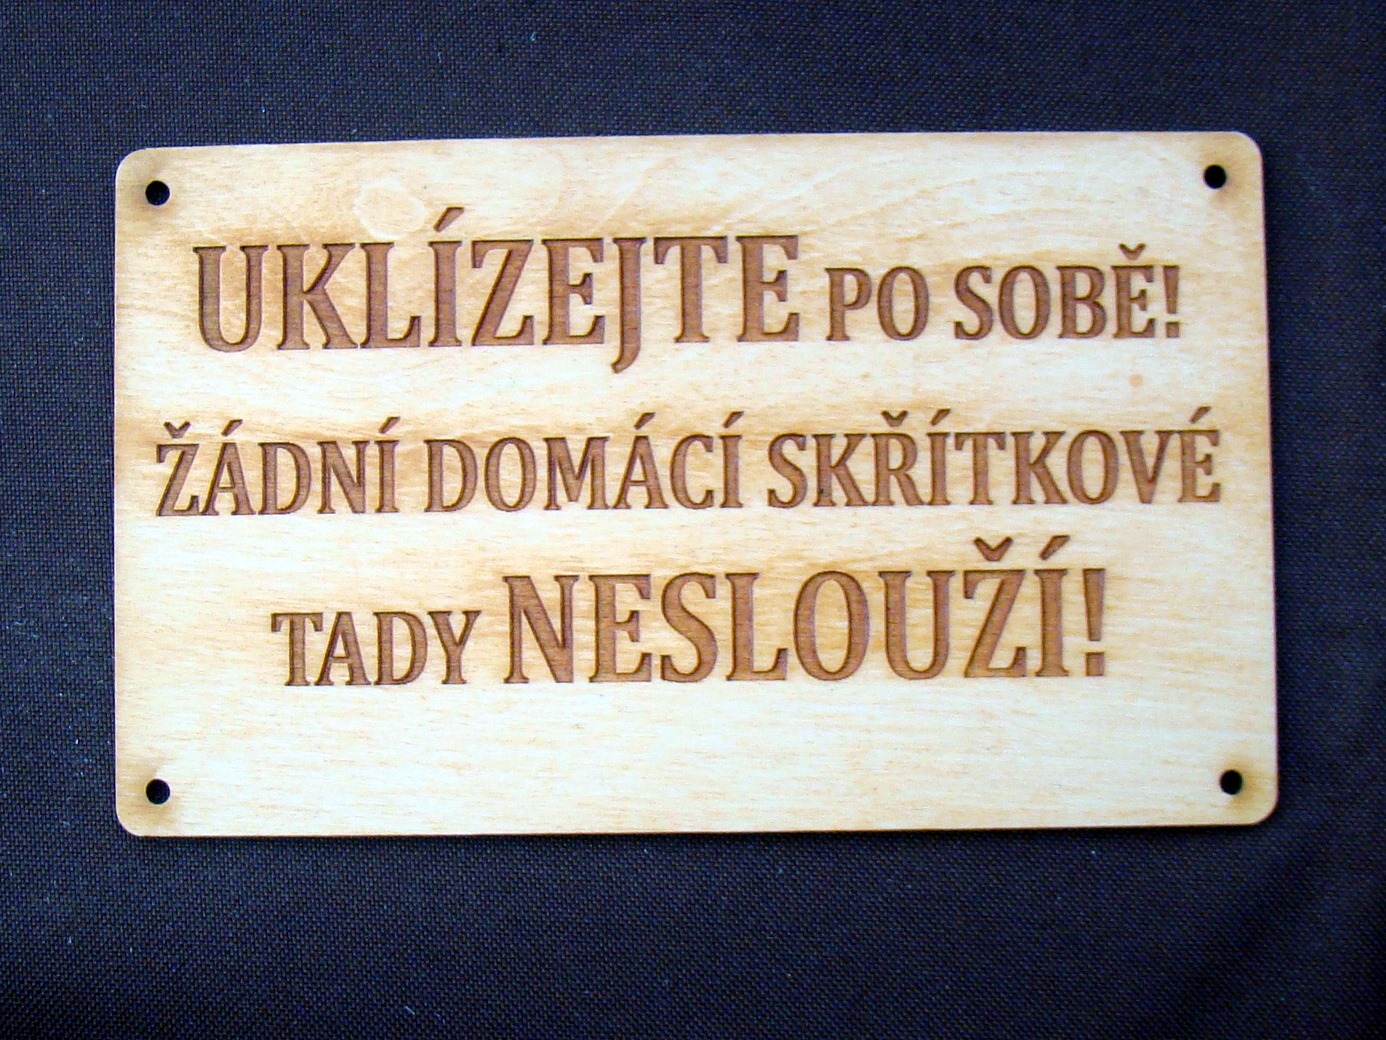 UKLÍZEJTE PO SOBĚ!
ŽÁDNÍ DOMÁCÍ SKŘÍTKOVÉ
TADY NESLOUŽÍ!